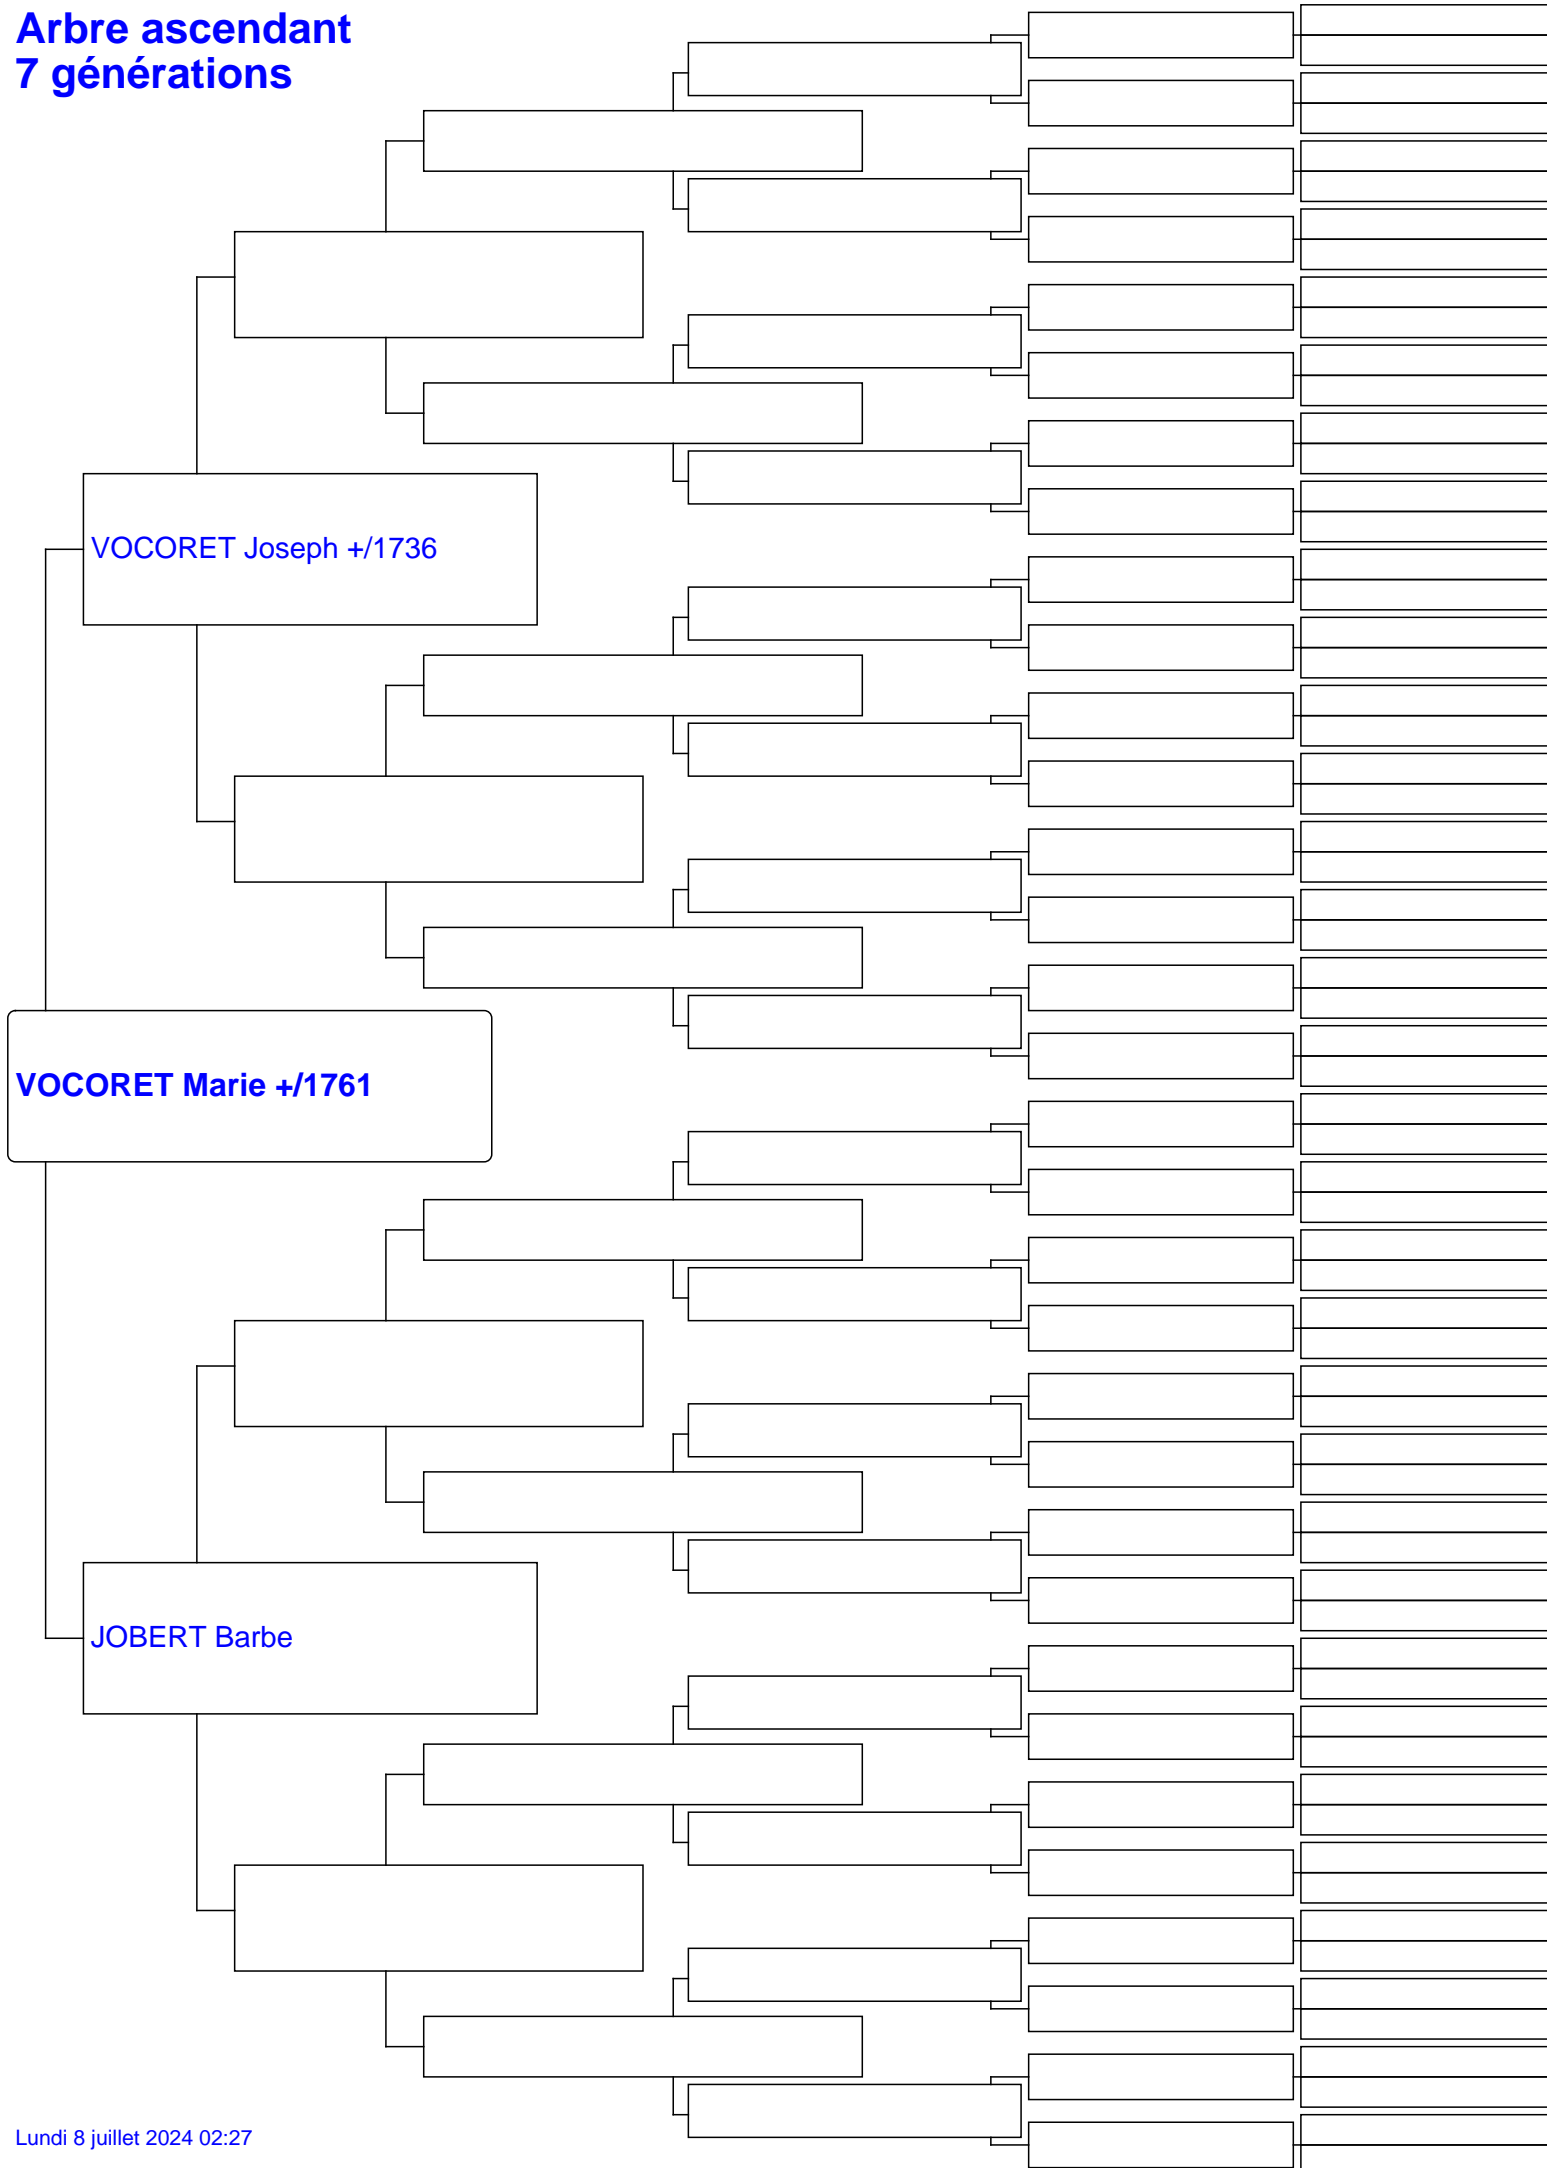 Arbre ascendant
7 générations
VOCORET Joseph +/1736
VOCORET Marie +/1761
JOBERT Barbe
Lundi 8 juillet 2024 02:27